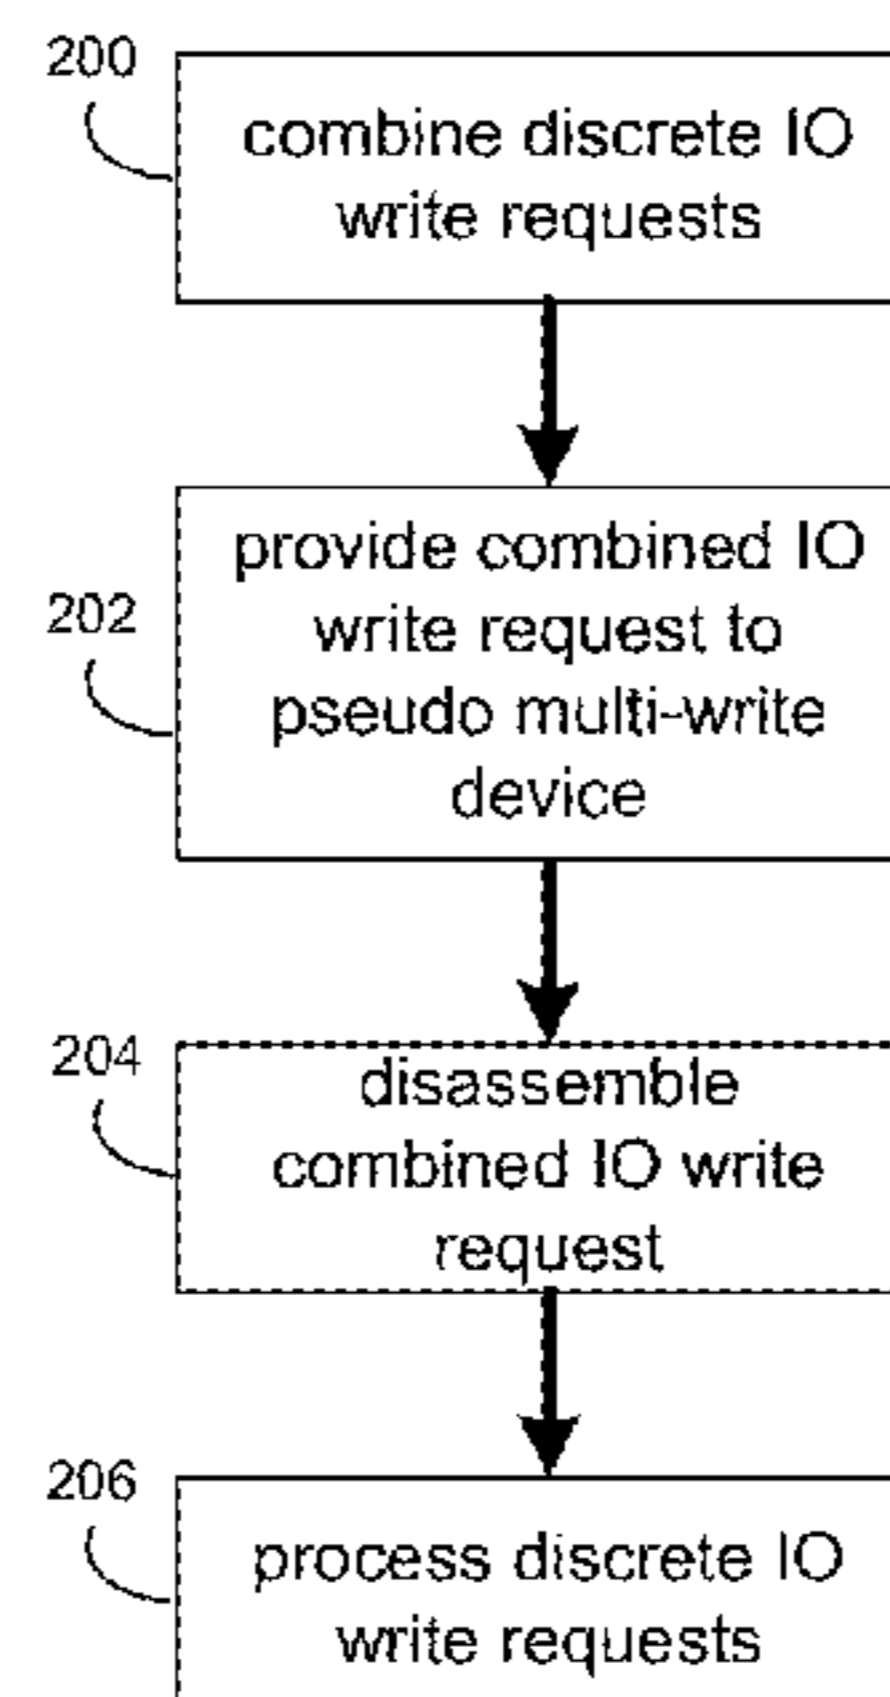 200
combine discrete IO
write requests
provide combined IO
202
write request to
pseudo multi-write
device
204
disassemble
combined IO write
request
206
process discrete IO
write requests